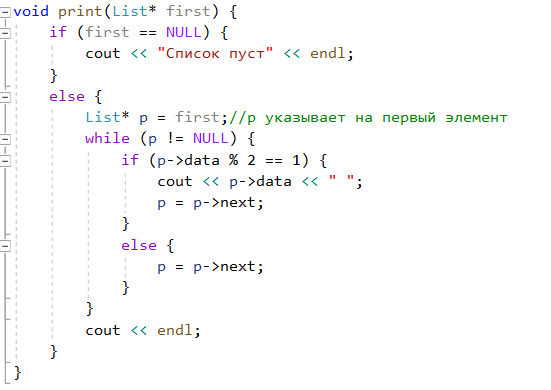 void print(List* first) {
    if (first == NULL) {
        cout << "Список пуст" << endl;
    }
    else {
        List* p = first;//p указывает на первый элемент
        while (p != NULL) {
            if (p->data % 2 == 1) {
                cout << p->data << " ";
                p = p->next;
            }
            else {
                p = p->next;
            }
        }
        cout << endl;
    }
}